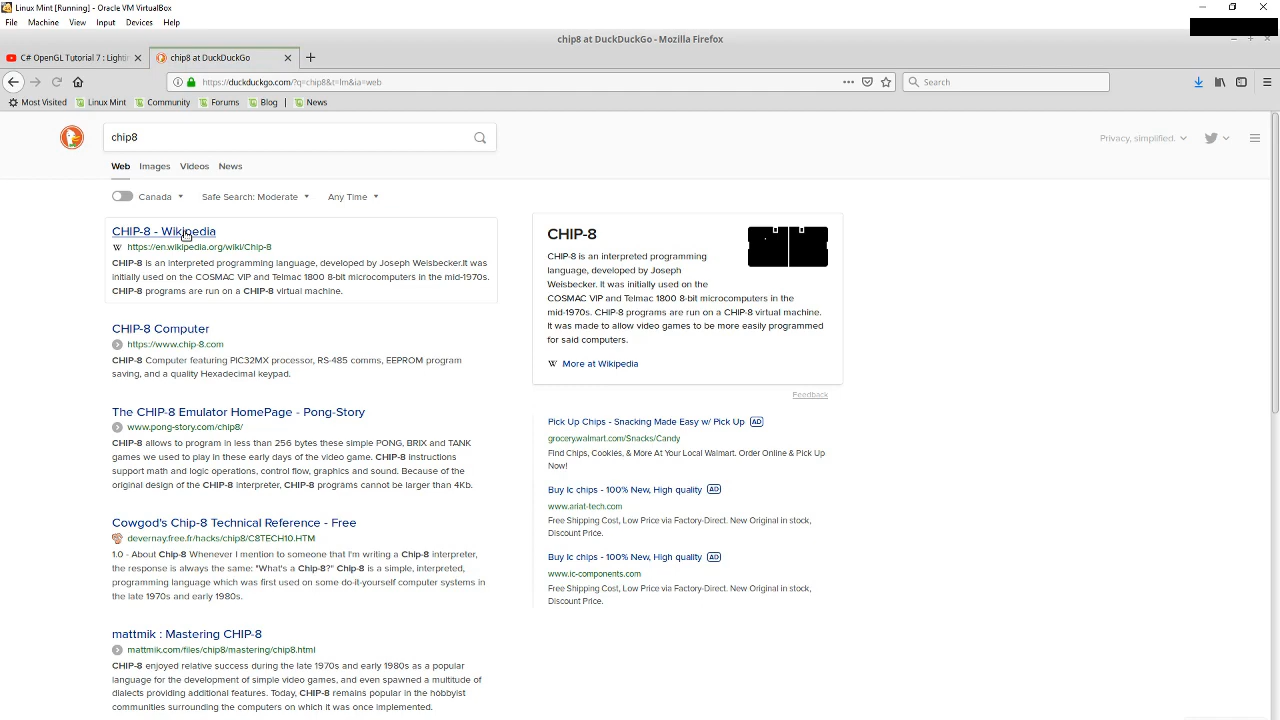 Linux Mint [Running] - Oracle VM VirtualBox
File Machine View Input Devices Help
chip8 at DuckDuckGo - Mozilla Firefox
C# OpenGL Tutorial 7 : Light
chip8 at DuckDuckGo
https://duckduckgo.com/?q=chip8&t=lm&ia=web
Search
Most Visited Linux Mint Community Forums Blog News
chip8
Privacy, simplified.
Web Images Videos News
Canada Safe Search: Moderate Any Time
CHIP-8 - Wikipedia
W https://en.wikipedia.org/wiki/Chip-8
CHIP-8 is an interpreted programming language, developed by Joseph Weisbecker.It was
initially used on the COSMAC VIP and Telmac 1800 8-bit microcomputers in the mid-1970s.
CHIP-8 programs are run on a CHIP-8 virtual machine.
CHIP-8 Computer
https://www.chip-8.com
CHIP-8 Computer featuring PIC32MX processor, RS-485 comms, EEPROM program
saving, and a quality Hexadecimal keypad.
The CHIP-8 Emulator HomePage - Pong-Story
www.pong-story.com/chip8/
CHIP-8 allows to program in less than 256 bytes these simple PONG, BRIX and TANK
games we used to play in these early days of the video game. CHIP-8 instructions
support math and logic operations, control flow, graphics and sound. Because of the
original design of the CHIP-8 interpreter, CHIP-8 programs cannot be larger than 4Kb.
Cowgod's Chip-8 Technical Reference - Free
devernay.free.fr/hacks/chip8/C8TECH10.HTM
1.0 - About Chip-8 Whenever I mention to someone that I'm writing a Chip-8 interpreter,
the response is always the same: "What's a Chip-8?" Chip-8 is a simple, interpreted,
programming language which was first used on some do-it-yourself computer systems in
the late 1970s and early 1980s.
mattmik : Mastering CHIP-8
mattmik.com/files/chip8/mastering/chip8.html
CHIP-8 enjoyed relative success during the late 1970s and early 1980s as a popular
language for the development of simple video games, and even spawned a multitude of
dialects providing additional features. Today, CHIP-8 remains popular in the hobbyist
communities surrounding the computers on which it was once implemented.
CHIP-8
CHIP-8 is an interpreted programming
language, developed by Joseph
Weisbecker. It was initially used on the
COSMAC VIP and Telmac 1800 8-bit microcomputers in the
mid-1970s. CHIP-8 programs are run on a CHIP-8 virtual machine.
It was made to allow video games to be more easily programmed
for said computers.
W More at Wikipedia
Feedback
Pick Up Chips - Snacking Made Easy w/ Pick Up AD
grocery.walmart.com/Snacks/Candy
Find Chips, Cookies, & More At Your Local Walmart. Order Online & Pick Up
Now!
Buy Ic chips - 100% New, High quality AD
www.ariat-tech.com
Free Shipping Cost, Low Price via Factory-Direct. New Original in stock,
Discount Price.
Buy Ic chips - 100% New, High quality AD
www.ic-components.com
Free Shipping Cost, Low Price via Factory-Direct. New Original in stock,
Discount Price.